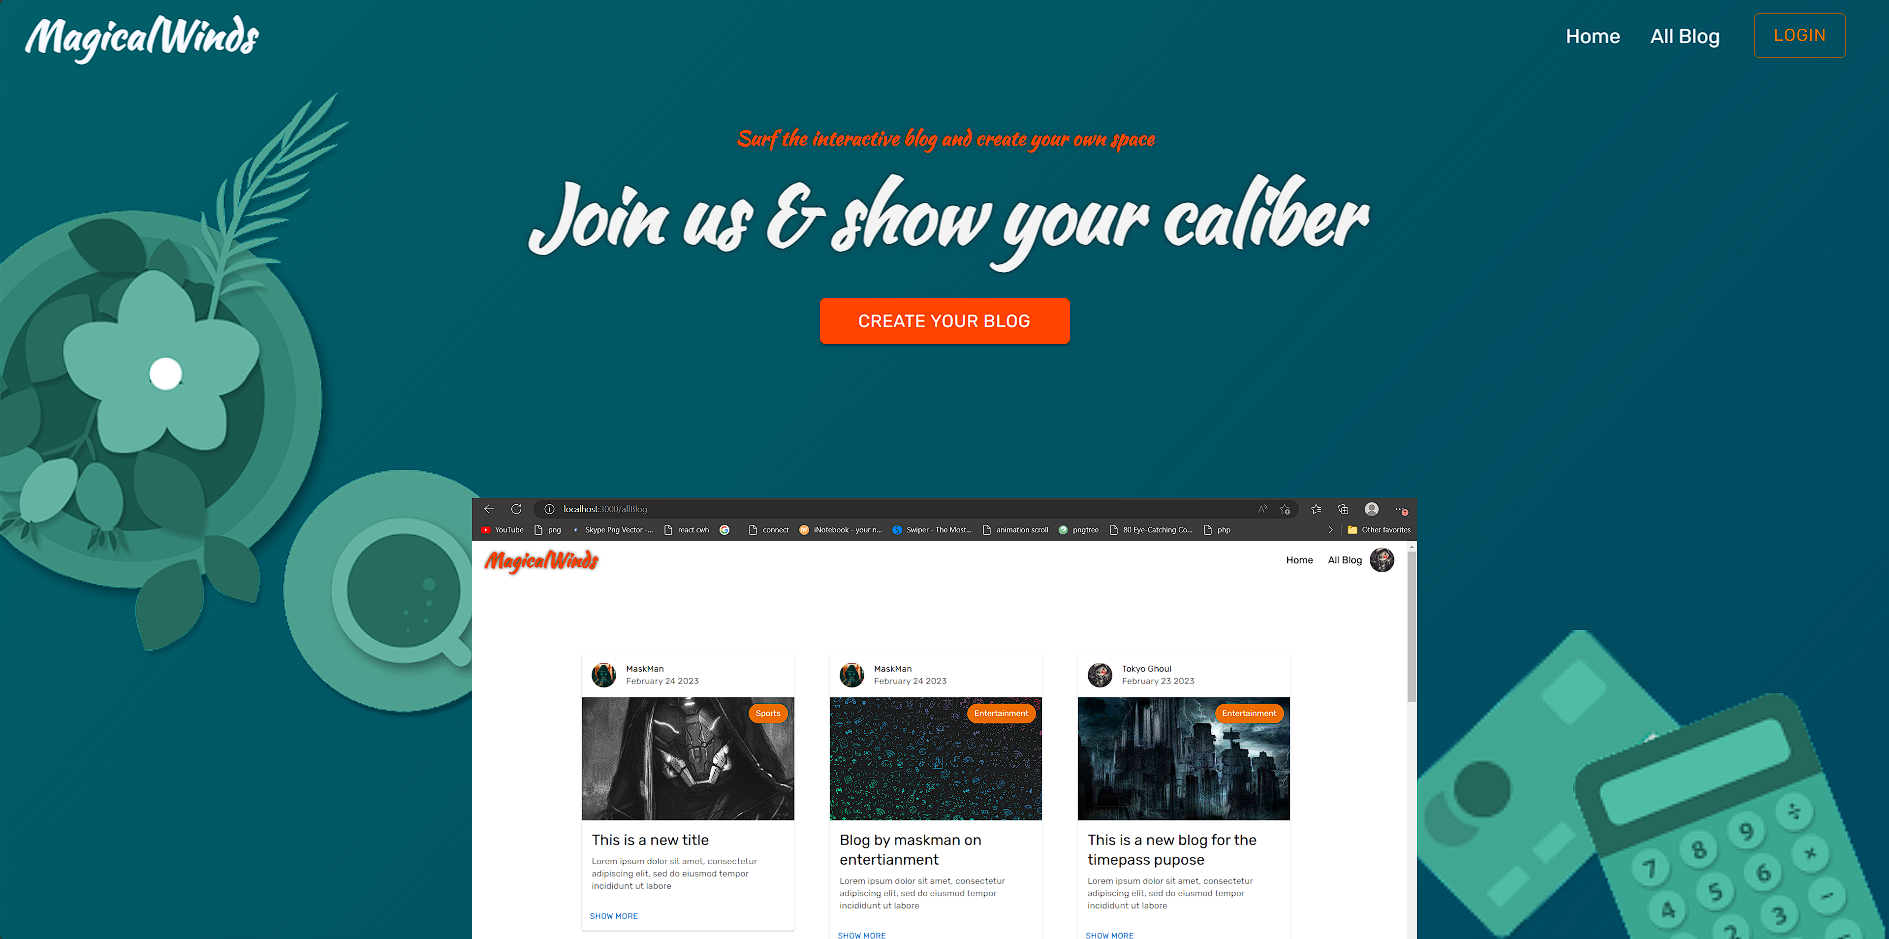 MagicalWinds
Home All Blog LOGIN
Surf the interactive blog and create your own space
Join us & show your caliber
CREATE YOUR BLOG
localhost:3000/allBlog
YouTube png Skype Png Vector -... react cwh connect iNotebook - your n... Swiper - The Most... animation scroll pngtree 80 Eye-Catching Co... php Other favorites
MagicalWinds
Home All Blog
MaskMan
February 24 2023
Sports
This is a new title
Lorem ipsum dolor sit amet, consectetur
adipiscing elit, sed do eiusmod tempor
incididunt ut labore
SHOW MORE
MaskMan
February 24 2023
Entertainment
Blog by maskman on
entertianment
Lorem ipsum dolor sit amet, consectetur
adipiscing elit, sed do eiusmod tempor
incididunt ut labore
SHOW MORE
Tokyo Ghoul
February 23 2023
Entertainment
This is a new blog for the
timepass pupose
Lorem ipsum dolor sit amet, consectetur
adipiscing elit, sed do eiusmod tempor
incididunt ut labore
SHOW MORE
7 8 9 ÷
4 5 6 ×
2 3 −